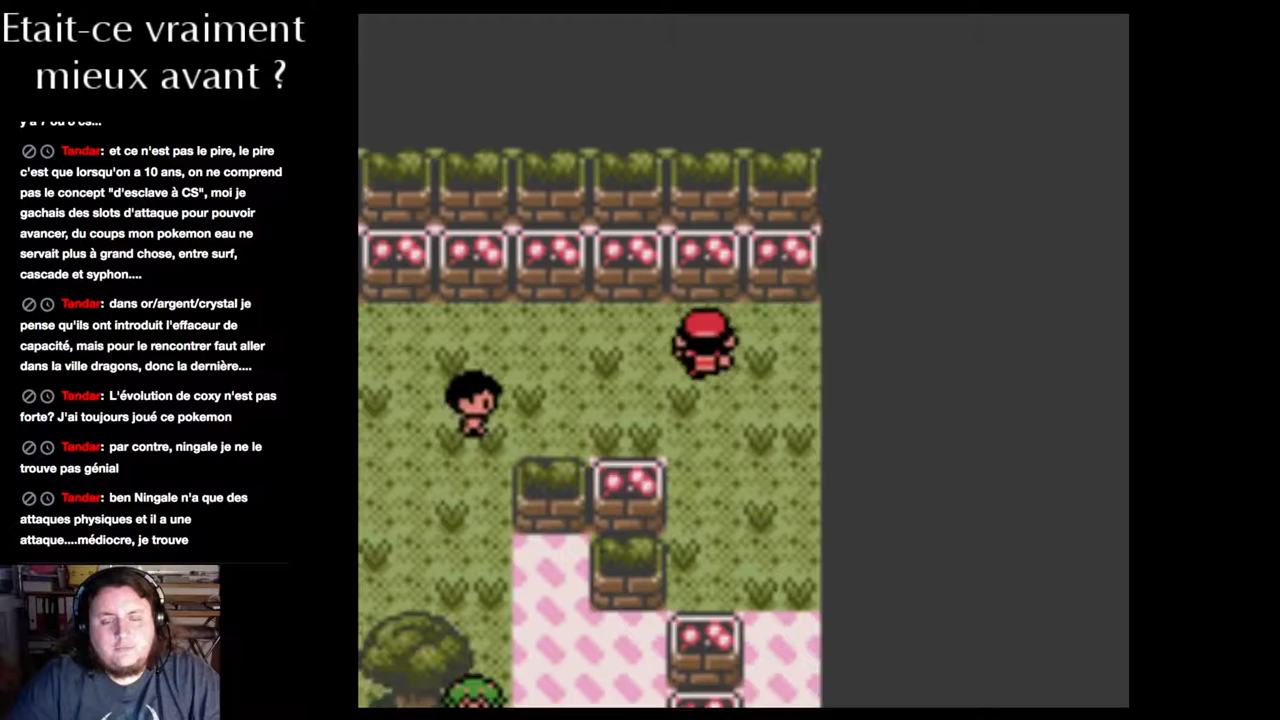 Etait-ce vraiment
mieux avant ?
Tandar: et ce n'est pas le pire, le pire
c'est que lorsqu'on a 10 ans, on ne comprend
pas le concept "d'esclave à CS", moi je
gachais des slots d'attaque pour pouvoir
avancer, du coups mon pokemon eau ne
servait plus à grand chose, entre surf,
cascade et syphon....
Tandar: dans or/argent/crystal je
pense qu'ils ont introduit l'effaceur de
capacité, mais pour le rencontrer faut aller
dans la ville dragons, donc la dernière....
Tandar: L'évolution de coxy n'est pas
forte? J'ai toujours joué ce pokemon
Tandar: par contre, ningale je ne le
trouve pas génial
Tandar: ben Ningale n'a que des
attaques physiques et il a une
attaque....médiocre, je trouve